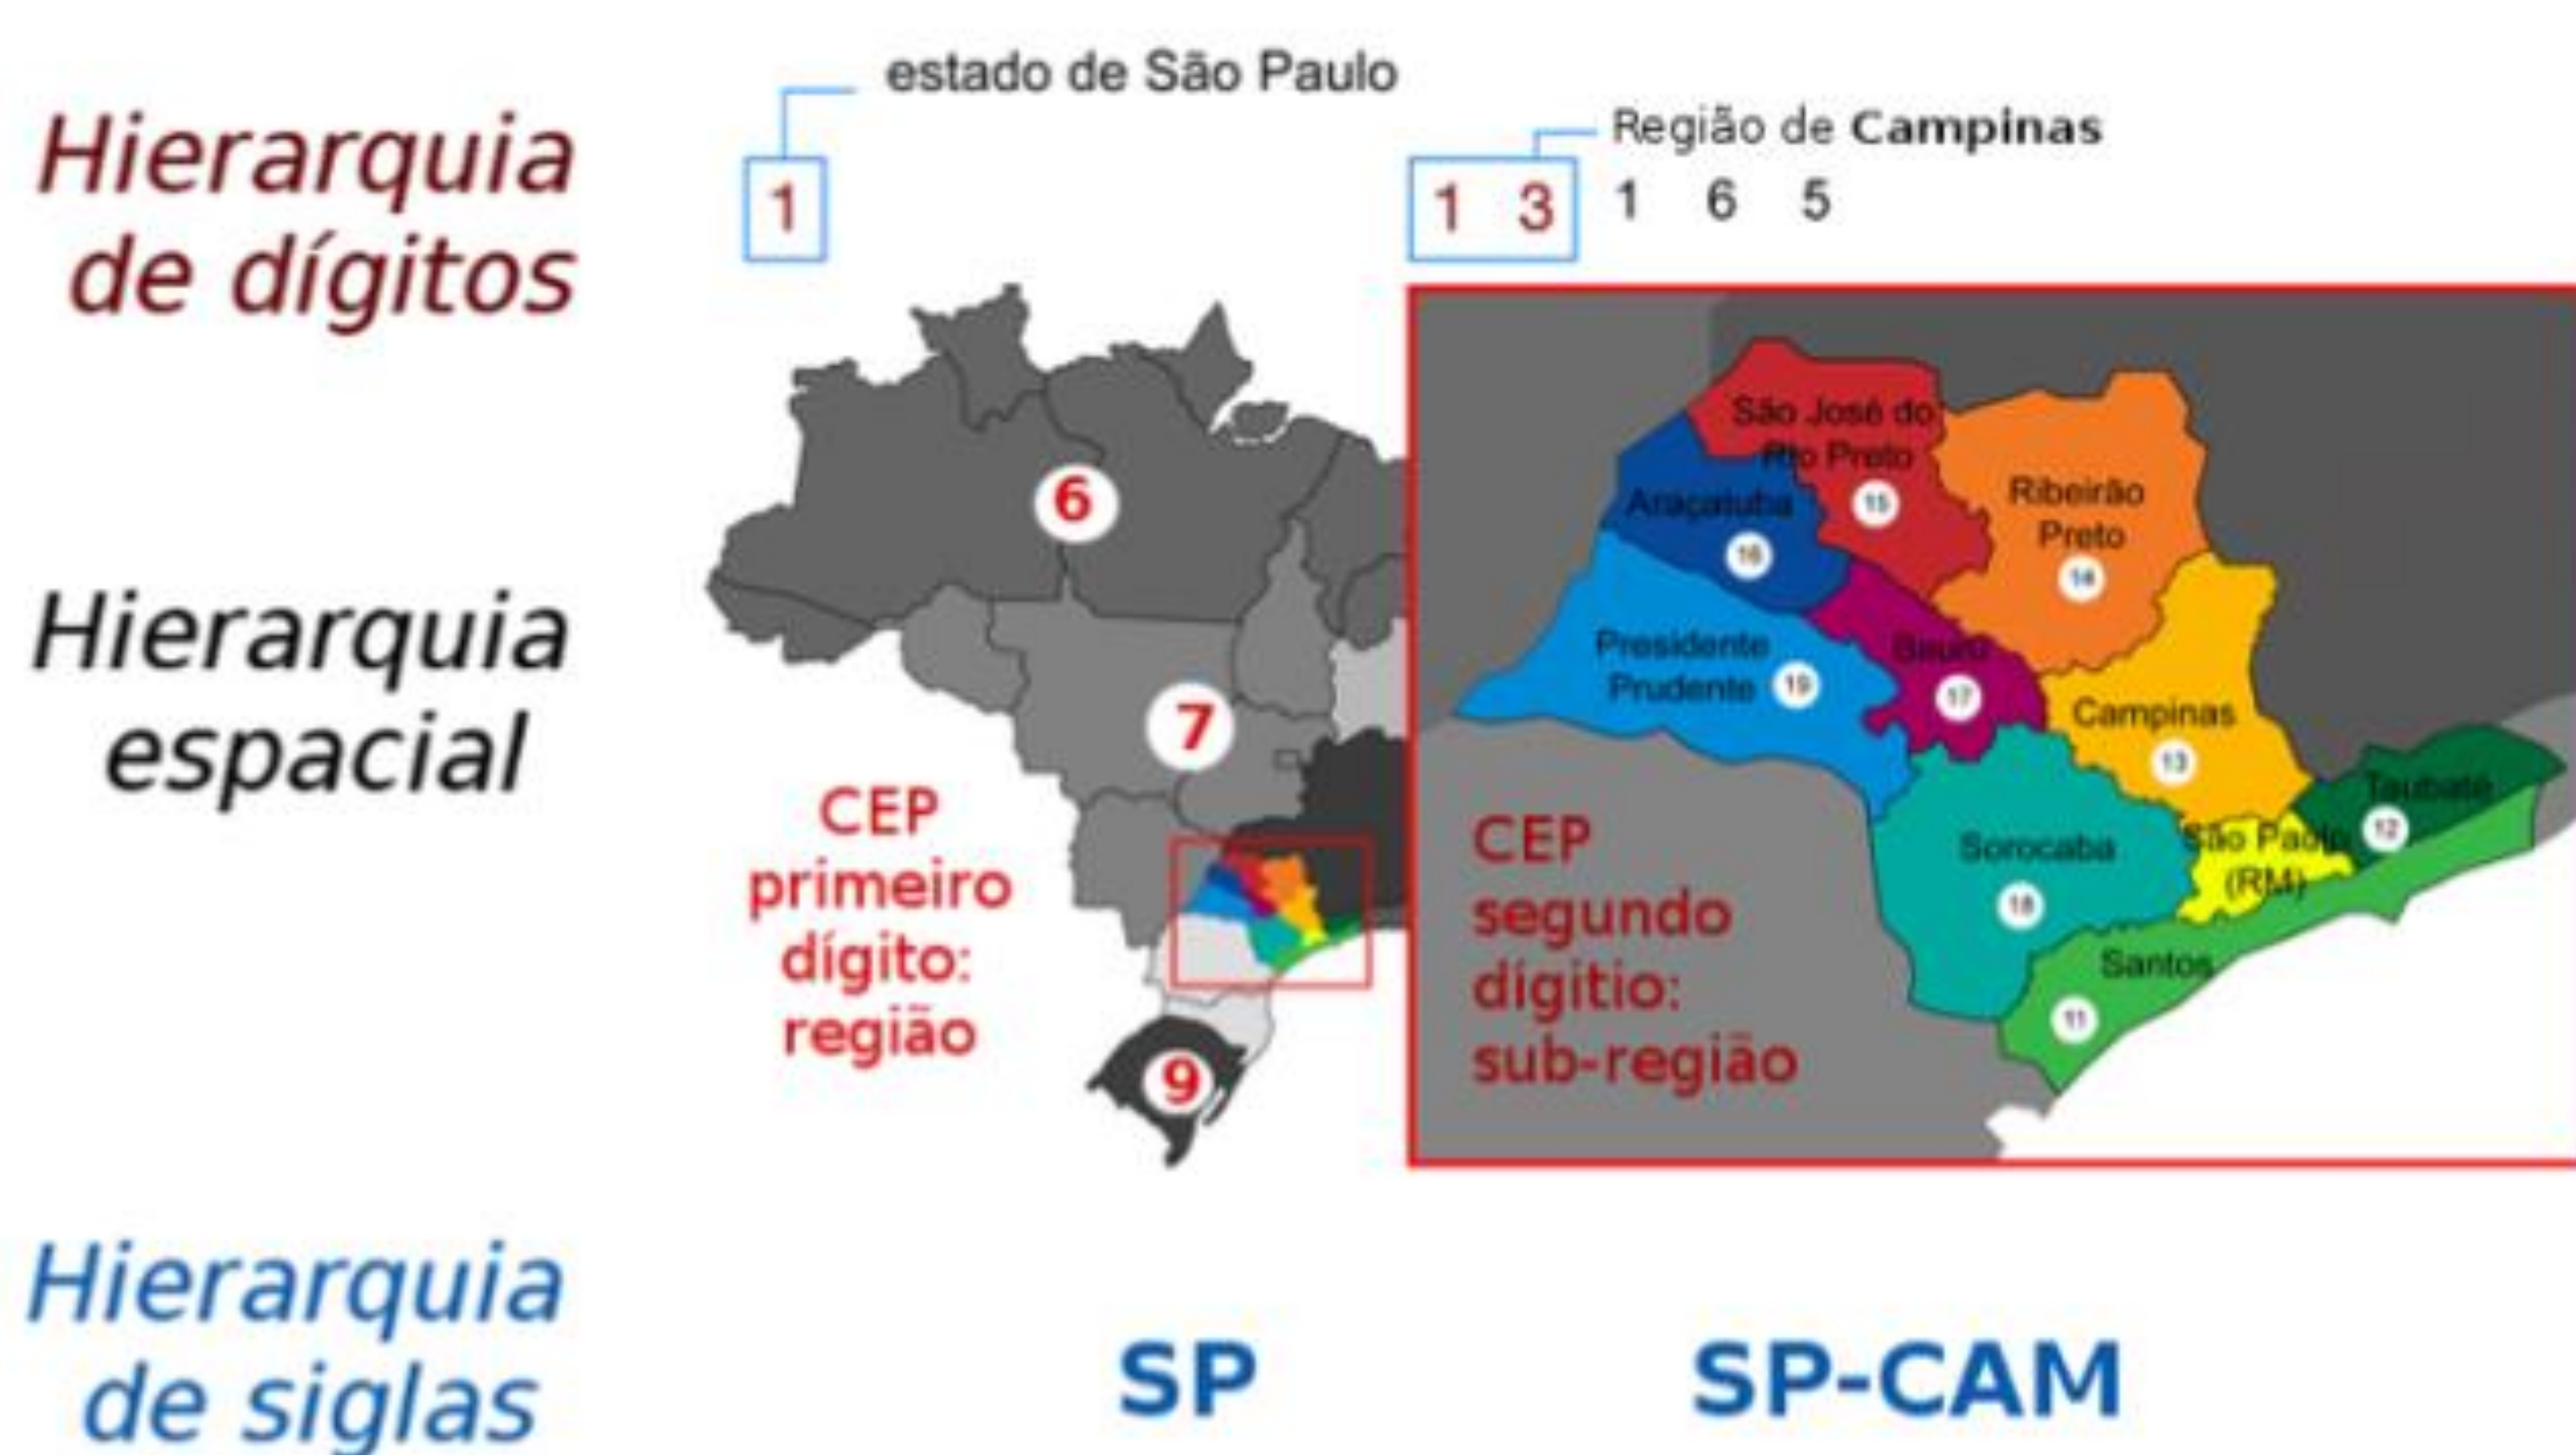 estado de São Paulo
Região de Campinas
Hierarquia
de dígitos
1
1 3 1 6 5
Hierarquia
espacial
6
7
9
CEP
primeiro
dígito:
região
São José do
Rio Preto
15
Araçatuba
16
Ribeirão
Preto
14
Presidente
Prudente
19
Bauru
17
Campinas
13
Taubaté
12
São Paulo
(RM)
Sorocaba
18
Santos
11
CEP
segundo
dígitio:
sub-região
Hierarquia
de siglas
SP
SP-CAM